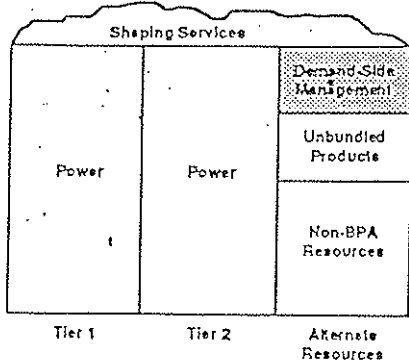 Shaping Services
Demand-Side
Management
Unbundled
Products
Power
Power
Non-BPA
Resources
Tier 1
Tier 2
Alternate
Resources